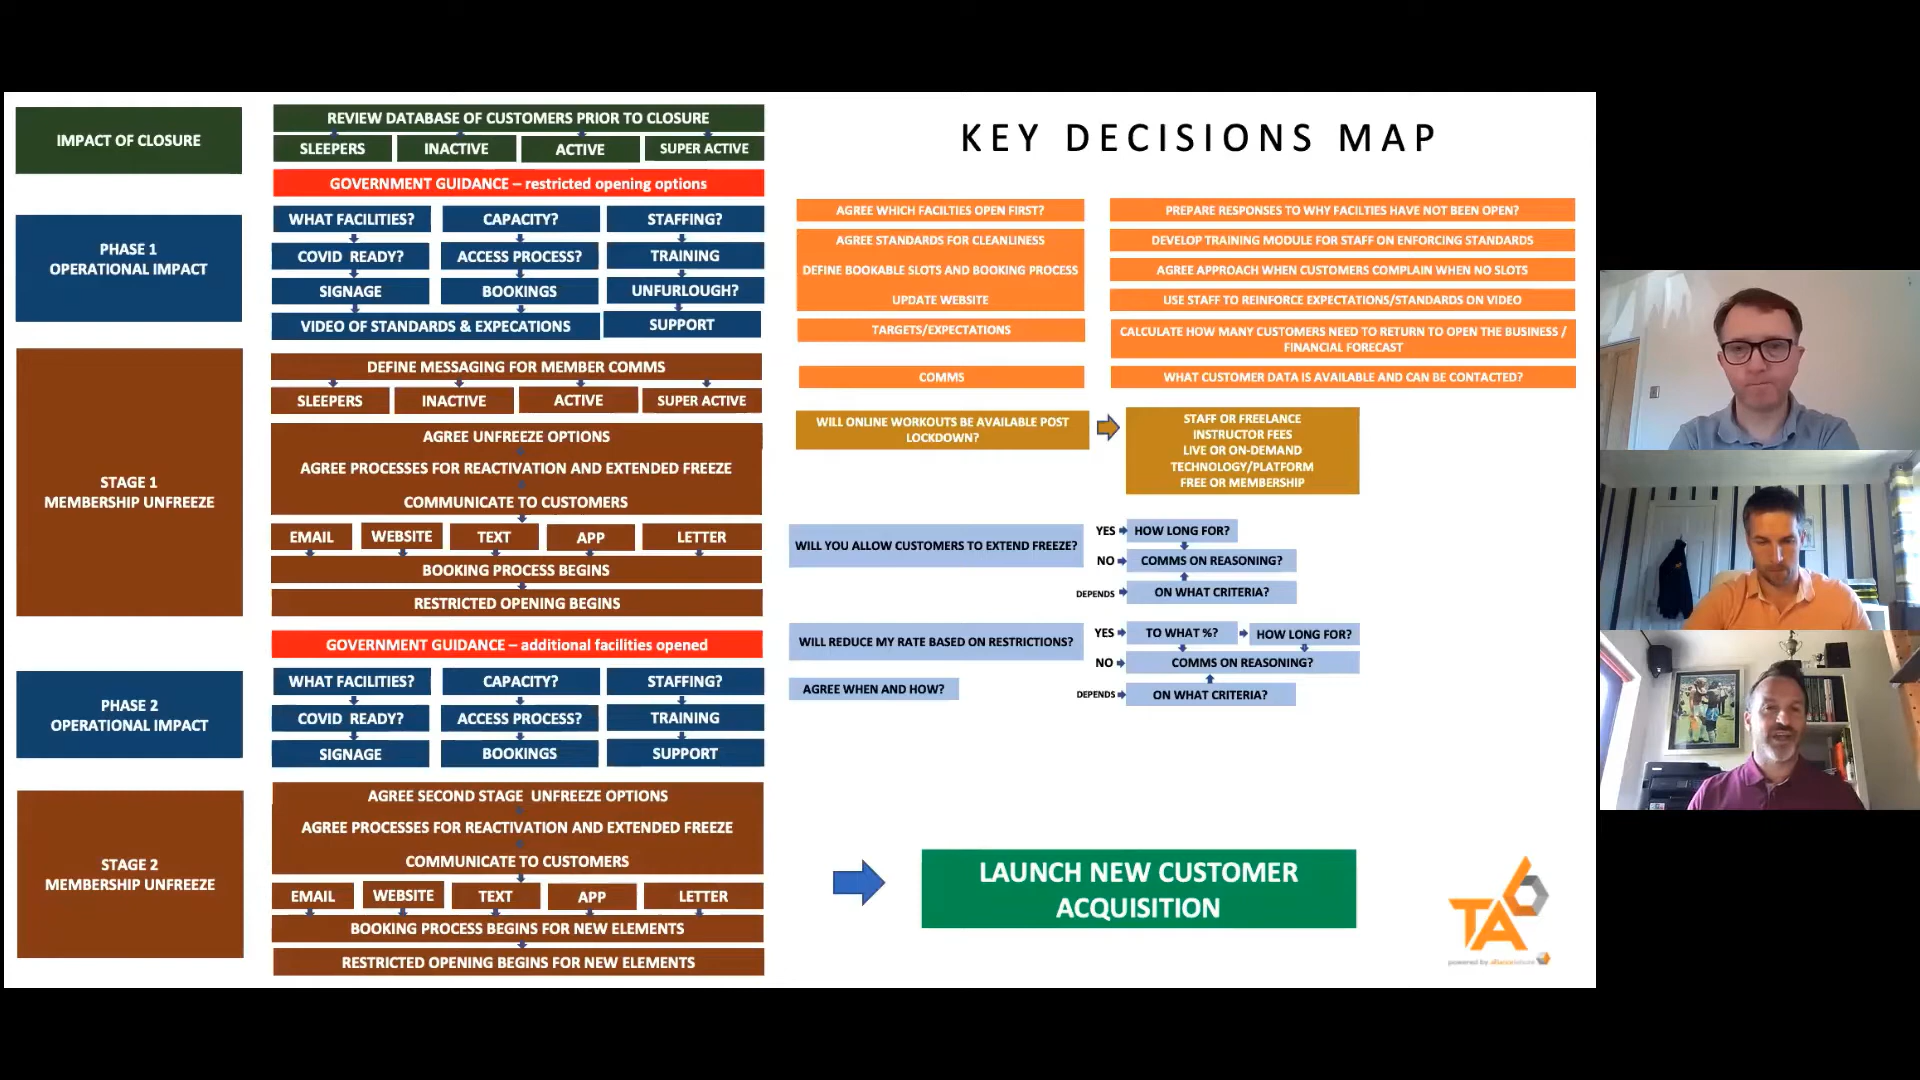 KEY DECISIONS MAP
IMPACT OF CLOSURE
REVIEW DATABASE OF CUSTOMERS PRIOR TO CLOSURE
SLEEPERS
INACTIVE
ACTIVE
SUPER ACTIVE
GOVERNMENT GUIDANCE – restricted opening options
PHASE 1
OPERATIONAL IMPACT
WHAT FACILITIES?
CAPACITY?
STAFFING?
COVID READY?
ACCESS PROCESS?
TRAINING
SIGNAGE
BOOKINGS
UNFURLOUGH?
VIDEO OF STANDARDS & EXPECATIONS
SUPPORT
STAGE 1
MEMBERSHIP UNFREEZE
DEFINE MESSAGING FOR MEMBER COMMS
SLEEPERS
INACTIVE
ACTIVE
SUPER ACTIVE
AGREE UNFREEZE OPTIONS
AGREE PROCESSES FOR REACTIVATION AND EXTENDED FREEZE
COMMUNICATE TO CUSTOMERS
EMAIL
WEBSITE
TEXT
APP
LETTER
BOOKING PROCESS BEGINS
RESTRICTED OPENING BEGINS
GOVERNMENT GUIDANCE – additional facilities opened
PHASE 2
OPERATIONAL IMPACT
WHAT FACILITIES?
CAPACITY?
STAFFING?
COVID READY?
ACCESS PROCESS?
TRAINING
SIGNAGE
BOOKINGS
SUPPORT
STAGE 2
MEMBERSHIP UNFREEZE
AGREE SECOND STAGE UNFREEZE OPTIONS
AGREE PROCESSES FOR REACTIVATION AND EXTENDED FREEZE
COMMUNICATE TO CUSTOMERS
EMAIL
WEBSITE
TEXT
APP
LETTER
BOOKING PROCESS BEGINS FOR NEW ELEMENTS
RESTRICTED OPENING BEGINS FOR NEW ELEMENTS
AGREE WHICH FACILTIES OPEN FIRST?
PREPARE RESPONSES TO WHY FACILTIES HAVE NOT BEEN OPEN?
AGREE STANDARDS FOR CLEANLINESS
DEVELOP TRAINING MODULE FOR STAFF ON ENFORCING STANDARDS
DEFINE BOOKABLE SLOTS AND BOOKING PROCESS
AGREE APPROACH WHEN CUSTOMERS COMPLAIN WHEN NO SLOTS
UPDATE WEBSITE
USE STAFF TO REINFORCE EXPECTATIONS/STANDARDS ON VIDEO
TARGETS/EXPECTATIONS
CALCULATE HOW MANY CUSTOMERS NEED TO RETURN TO OPEN THE BUSINESS /
FINANCIAL FORECAST
COMMS
WHAT CUSTOMER DATA IS AVAILABLE AND CAN BE CONTACTED?
WILL ONLINE WORKOUTS BE AVAILABLE POST
LOCKDOWN?
STAFF OR FREELANCE
INSTRUCTOR FEES
LIVE OR ON-DEMAND
TECHNOLOGY/PLATFORM
FREE OR MEMBERSHIP
WILL YOU ALLOW CUSTOMERS TO EXTEND FREEZE?
YES
HOW LONG FOR?
NO
COMMS ON REASONING?
DEPENDS
ON WHAT CRITERIA?
WILL REDUCE MY RATE BASED ON RESTRICTIONS?
YES
TO WHAT %?
HOW LONG FOR?
NO
COMMS ON REASONING?
AGREE WHEN AND HOW?
DEPENDS
ON WHAT CRITERIA?
LAUNCH NEW CUSTOMER
ACQUISITION
TA6
powered by